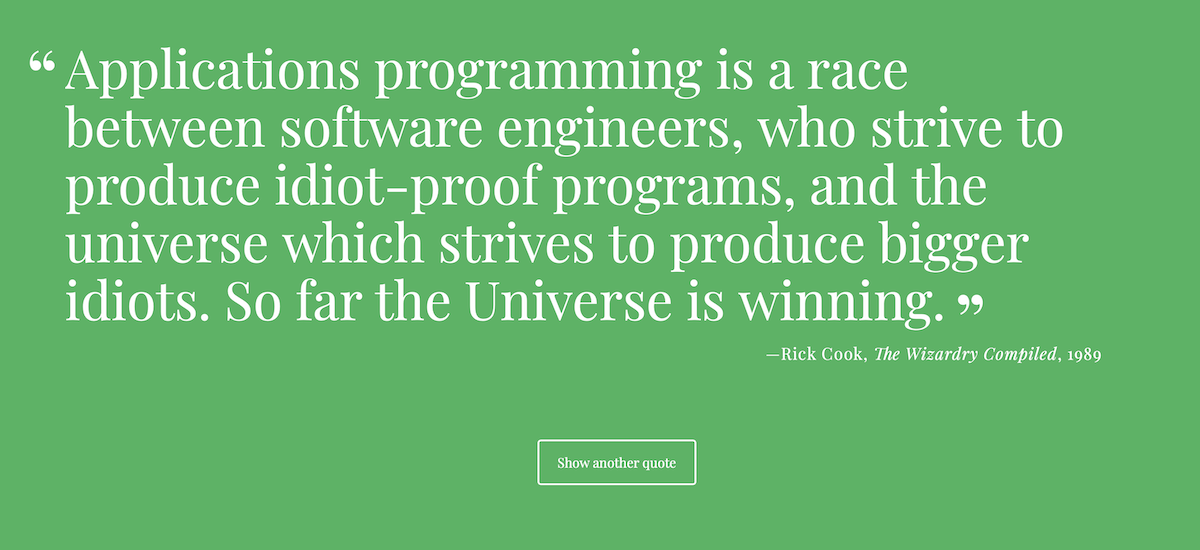 “Applications programming is a race
between software engineers, who strive to
produce idiot-proof programs, and the
universe which strives to produce bigger
idiots. So far the Universe is winning.”
—Rick Cook, The Wizardry Compiled, 1989
Show another quote